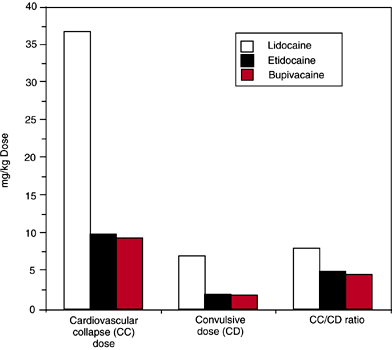 40
35
30
25
20
15
10
5
0
mg/kg Dose
Lidocaine
Etidocaine
Bupivacaine
Cardiovascular
collapse (CC)
dose
Convulsive
dose (CD)
CC/CD ratio